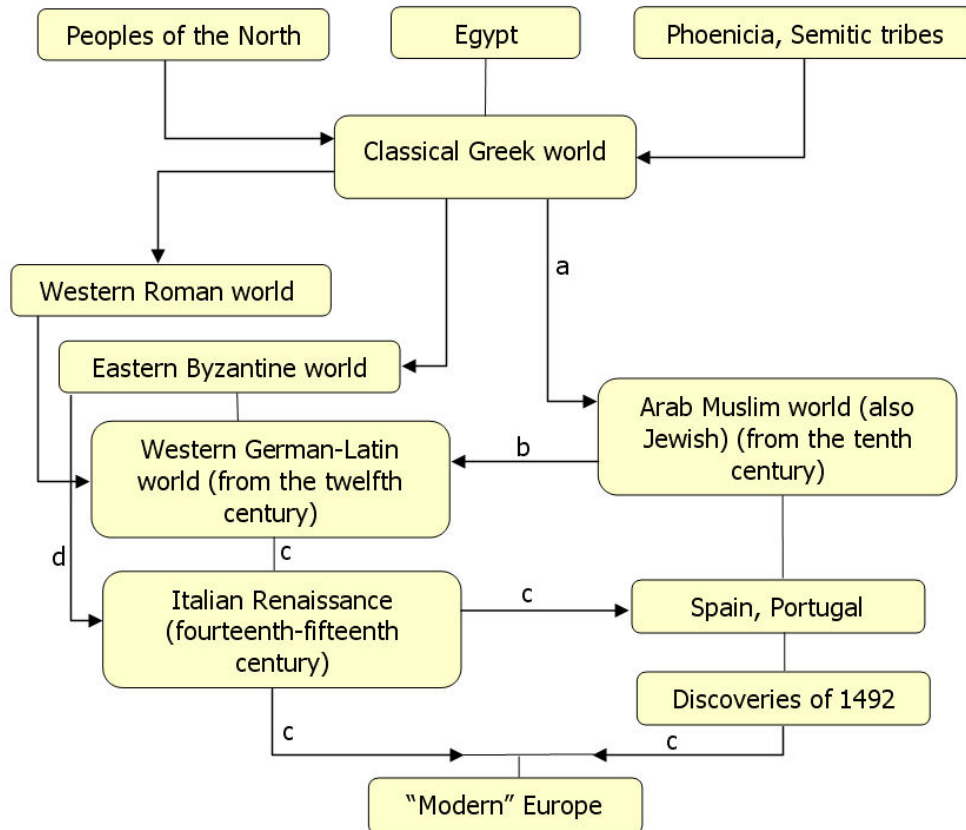 Peoples of the North
Egypt
Phoenicia, Semitic tribes
Classical Greek world
a
Western Roman world
Eastern Byzantine world
Arab Muslim world (also
Jewish) (from the tenth
century)
Western German-Latin
world (from the twelfth
century)
b
d
c
Italian Renaissance
(fourteenth-fifteenth
century)
c
Spain, Portugal
Discoveries of 1492
c
c
“Modern” Europe